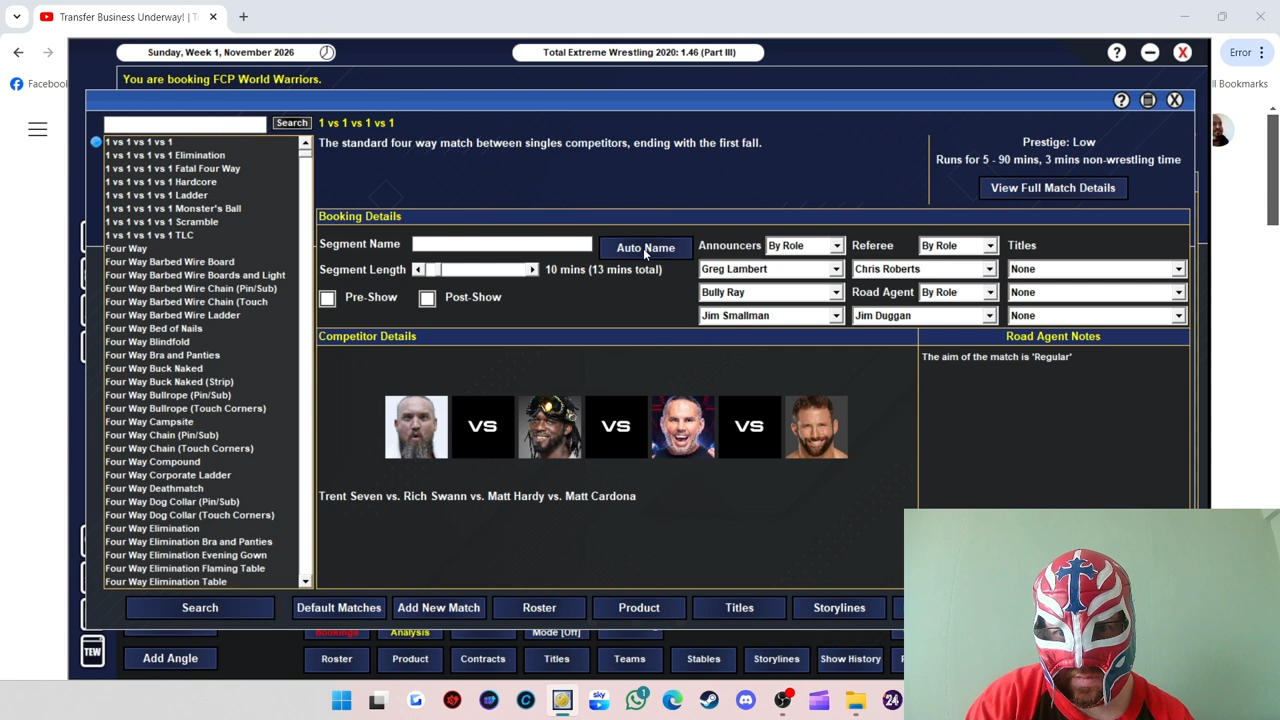 Transfer Business Underway! | T
Error
Facebook
ll Bookmarks
Sunday, Week 1, November 2026
Total Extreme Wrestling 2020: 1.46 (Part III)
You are booking FCP World Warriors.
Search
1 vs 1 vs 1 vs 1
The standard four way match between singles competitors, ending with the first fall.
Prestige: Low
Runs for 5 - 90 mins, 3 mins non-wrestling time
View Full Match Details
1 vs 1 vs 1 vs 1
1 vs 1 vs 1 vs 1 Elimination
1 vs 1 vs 1 vs 1 Fatal Four Way
1 vs 1 vs 1 vs 1 Hardcore
1 vs 1 vs 1 vs 1 Ladder
1 vs 1 vs 1 vs 1 Monster's Ball
1 vs 1 vs 1 vs 1 Scramble
1 vs 1 vs 1 vs 1 TLC
Four Way
Four Way Barbed Wire Board
Four Way Barbed Wire Boards and Light
Four Way Barbed Wire Chain (Pin/Sub)
Four Way Barbed Wire Chain (Touch
Four Way Barbed Wire Ladder
Four Way Bed of Nails
Four Way Blindfold
Four Way Bra and Panties
Four Way Buck Naked
Four Way Buck Naked (Strip)
Four Way Bullrope (Pin/Sub)
Four Way Bullrope (Touch Corners)
Four Way Campsite
Four Way Chain (Pin/Sub)
Four Way Chain (Touch Corners)
Four Way Compound
Four Way Corporate Ladder
Four Way Deathmatch
Four Way Dog Collar (Pin/Sub)
Four Way Dog Collar (Touch Corners)
Four Way Elimination
Four Way Elimination Bra and Panties
Four Way Elimination Evening Gown
Four Way Elimination Flaming Table
Four Way Elimination Table
Booking Details
Segment Name
Auto Name
Announcers By Role Referee By Role Titles
Segment Length 10 mins (13 mins total)
Greg Lambert Chris Roberts None
Pre-Show Post-Show
Bully Ray Road Agent By Role None
Jim Smallman Jim Duggan None
Competitor Details
Road Agent Notes
The aim of the match is 'Regular'
VS VS VS
Trent Seven vs. Rich Swann vs. Matt Hardy vs. Matt Cardona
Search Default Matches Add New Match Roster Product Titles Storylines
Bookings Analysis Mode [Off]
TEW
Add Angle Roster Product Contracts Titles Teams Stables Storylines Show History
sky
1
24